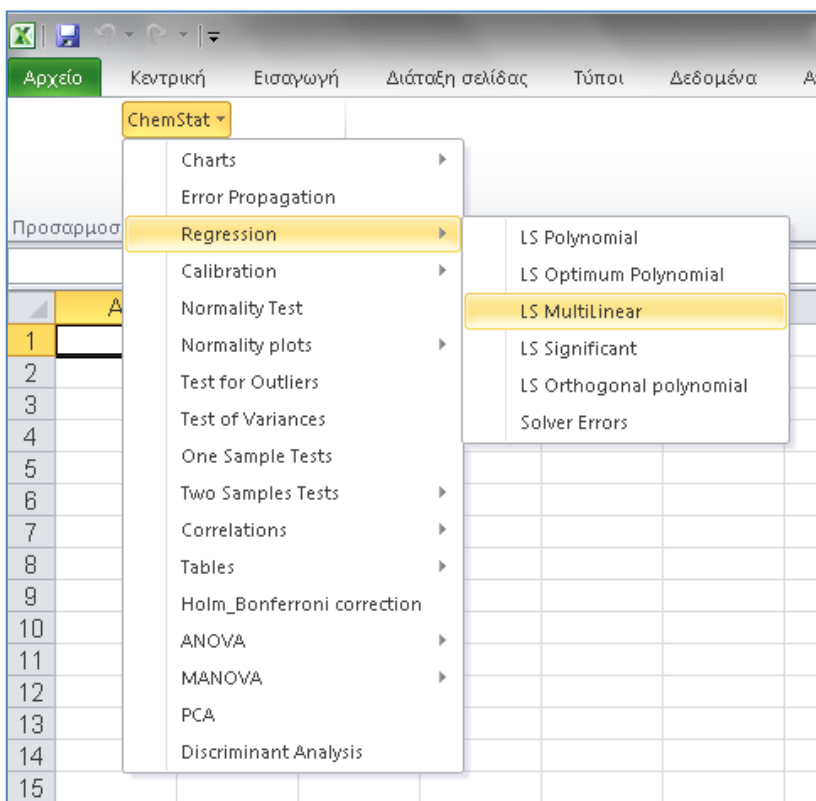 Αρχείο Κεντρική Εισαγωγή Διάταξη σελίδας Τύποι Δεδομένα
ChemStat
Charts
Error Propagation
Regression
Calibration
Normality Test
Normality plots
Test for Outliers
Test of Variances
One Sample Tests
Two Samples Tests
Correlations
Tables
Holm_Bonferroni correction
ANOVA
MANOVA
PCA
Discriminant Analysis
LS Polynomial
LS Optimum Polynomial
LS MultiLinear
LS Significant
LS Orthogonal polynomial
Solver Errors
Προσαρμοσ
A
1
2
3
4
5
6
7
8
9
10
11
12
13
14
15